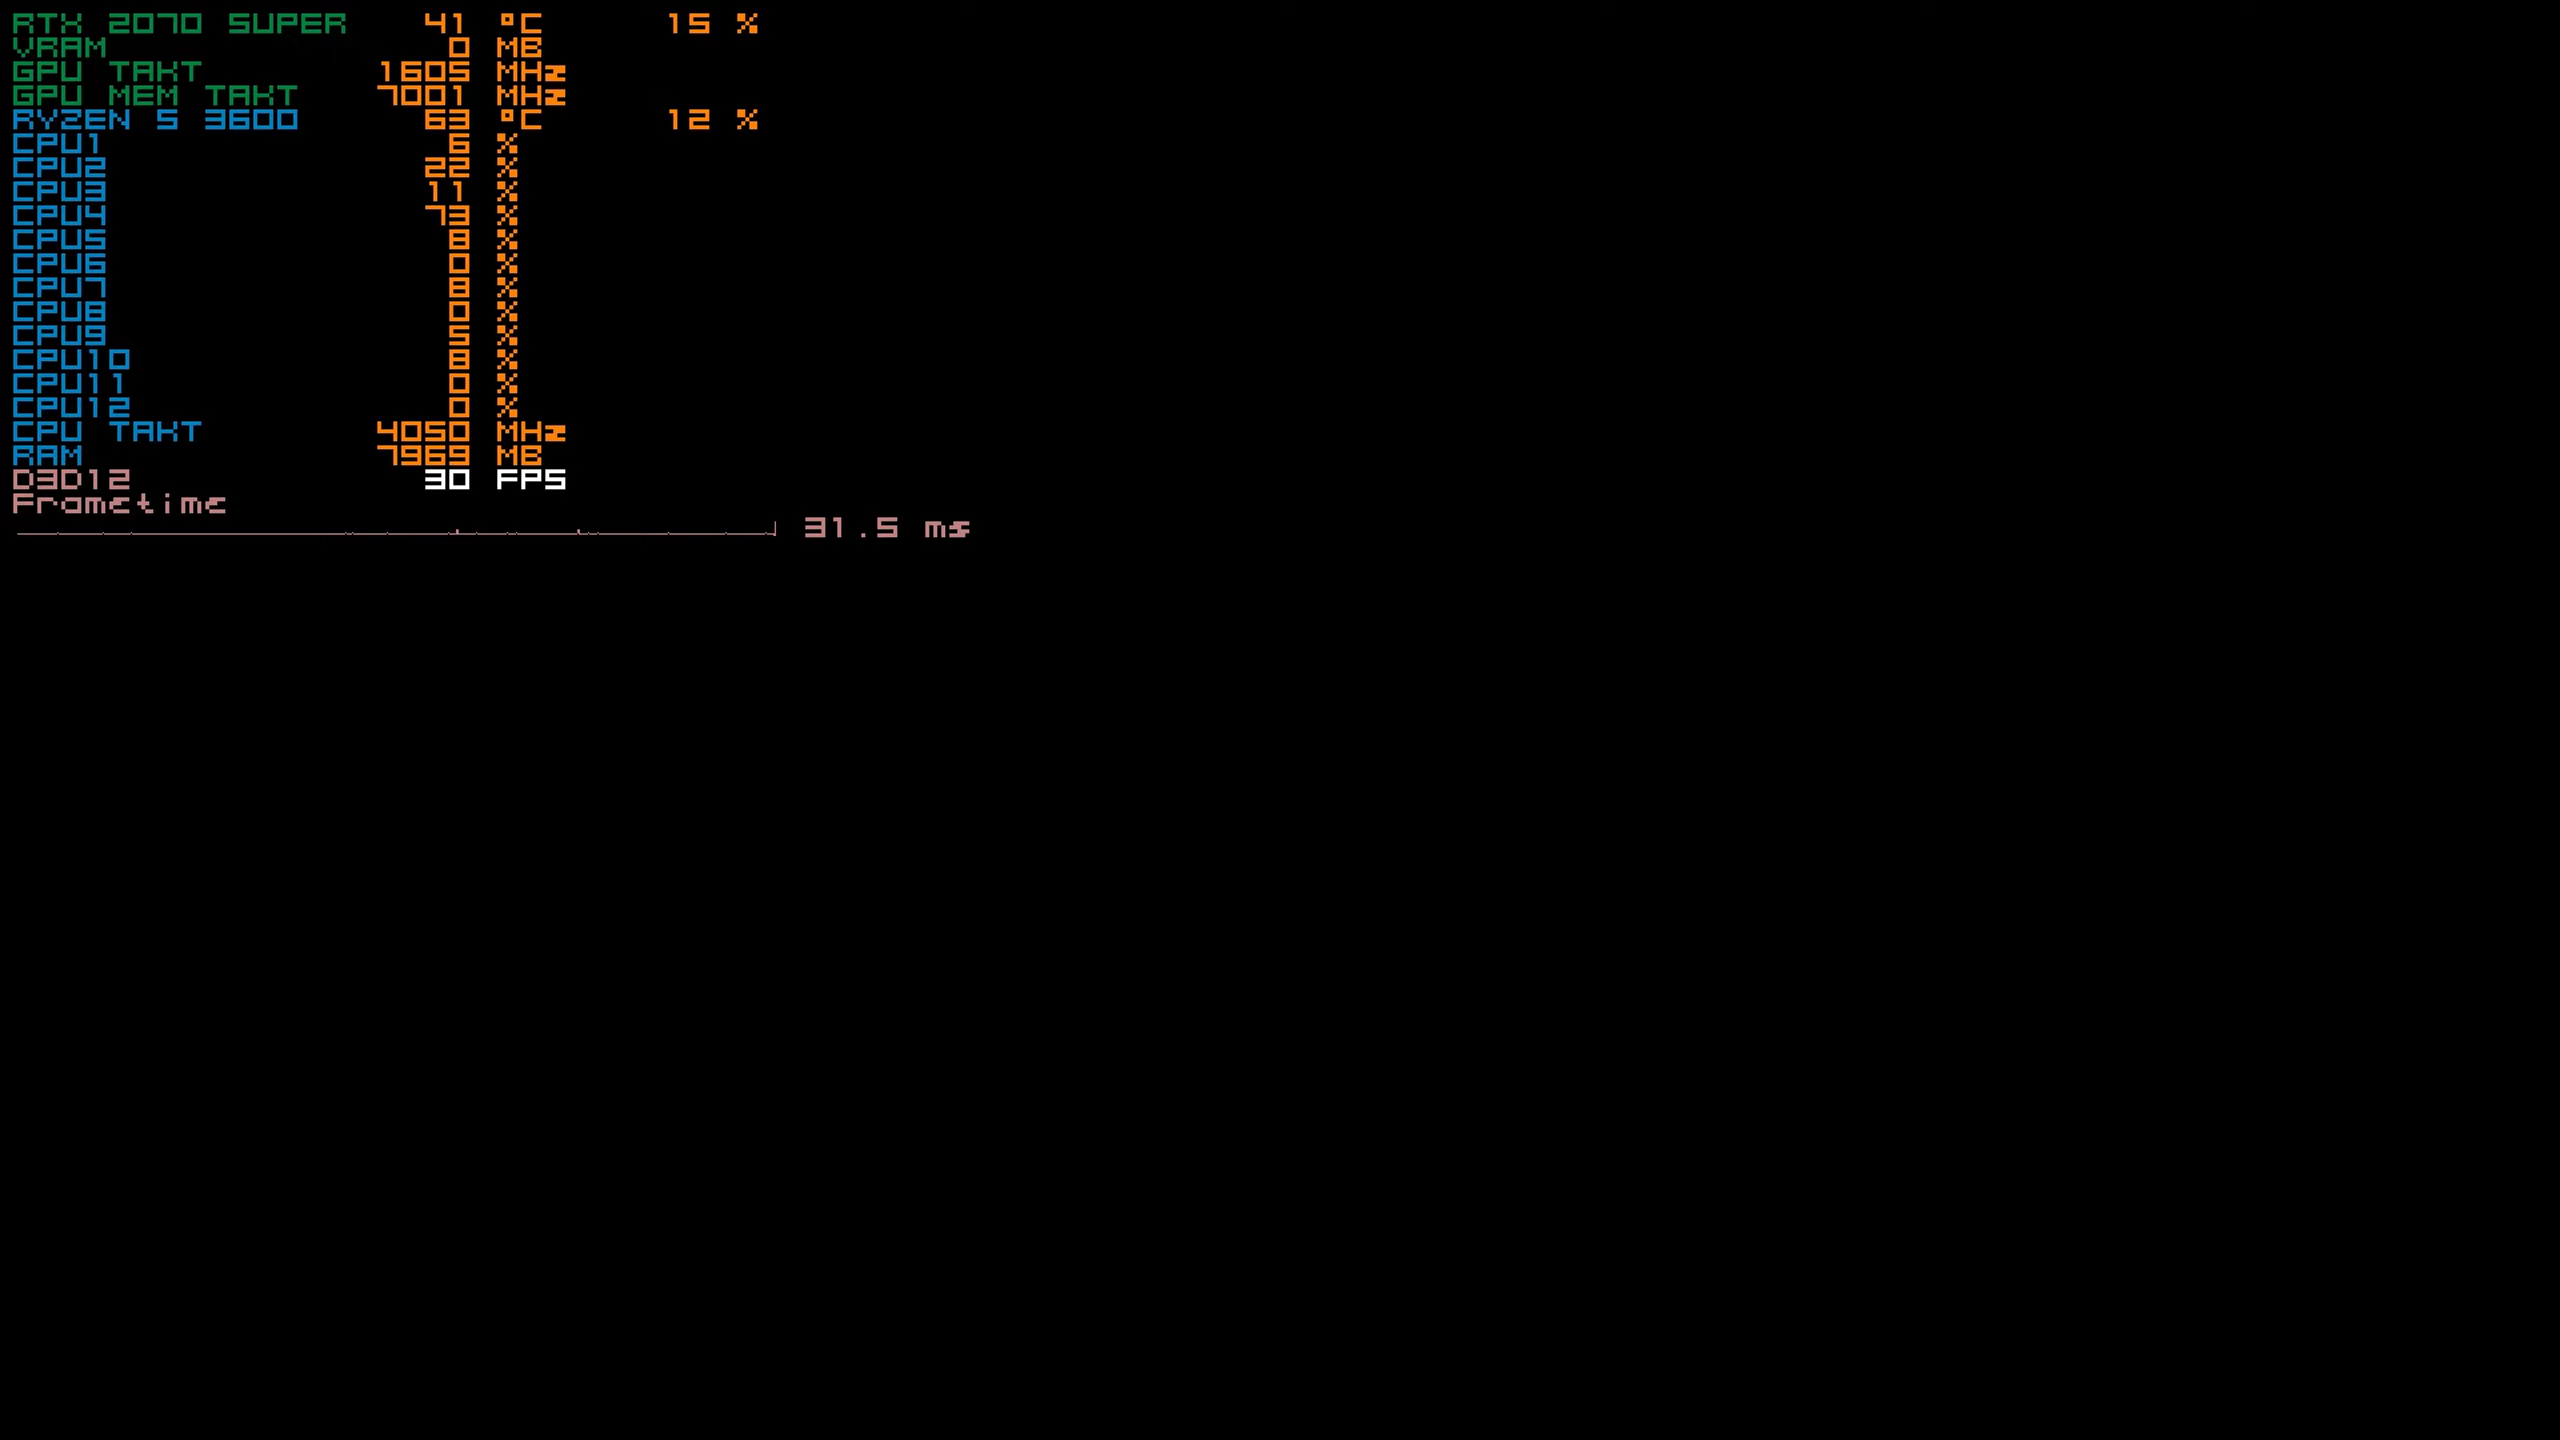 RTX 2070 SUPER 41 °C 15 %
VRAM 0 MB
GPU TAKT 1605 MHz
GPU MEM TAKT 7001 MHz
RYZEN 5 3600 63 °C 12 %
CPU1 6 %
CPU2 22 %
CPU3 11 %
CPU4 73 %
CPU5 8 %
CPU6 0 %
CPU7 8 %
CPU8 0 %
CPU9 5 %
CPU10 8 %
CPU11 0 %
CPU12 0 %
CPU TAKT 4050 MHz
RAM 7969 MB
D3D12 30 FPS
Frametime
31.5 ms